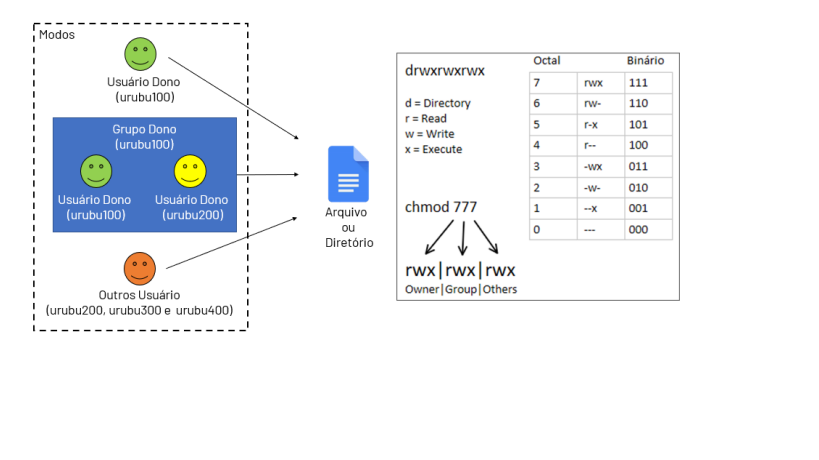 Modos
Usuário Dono
(urubu100)
Grupo Dono
(urubu100)
Usuário Dono
(urubu100)
Usuário Dono
(urubu200)
Outros Usuário
(urubu200, urubu300 e urubu400)
Arquivo
ou
Diretório
drwxrwxrwx
d = Directory
r = Read
w = Write
x = Execute
chmod 777
rwx|rwx|rwx
Owner|Group|Others
Octal Binário
7 rwx 111
6 rw- 110
5 r-x 101
4 r-- 100
3 -wx 011
2 -w- 010
1 --x 001
0 --- 000